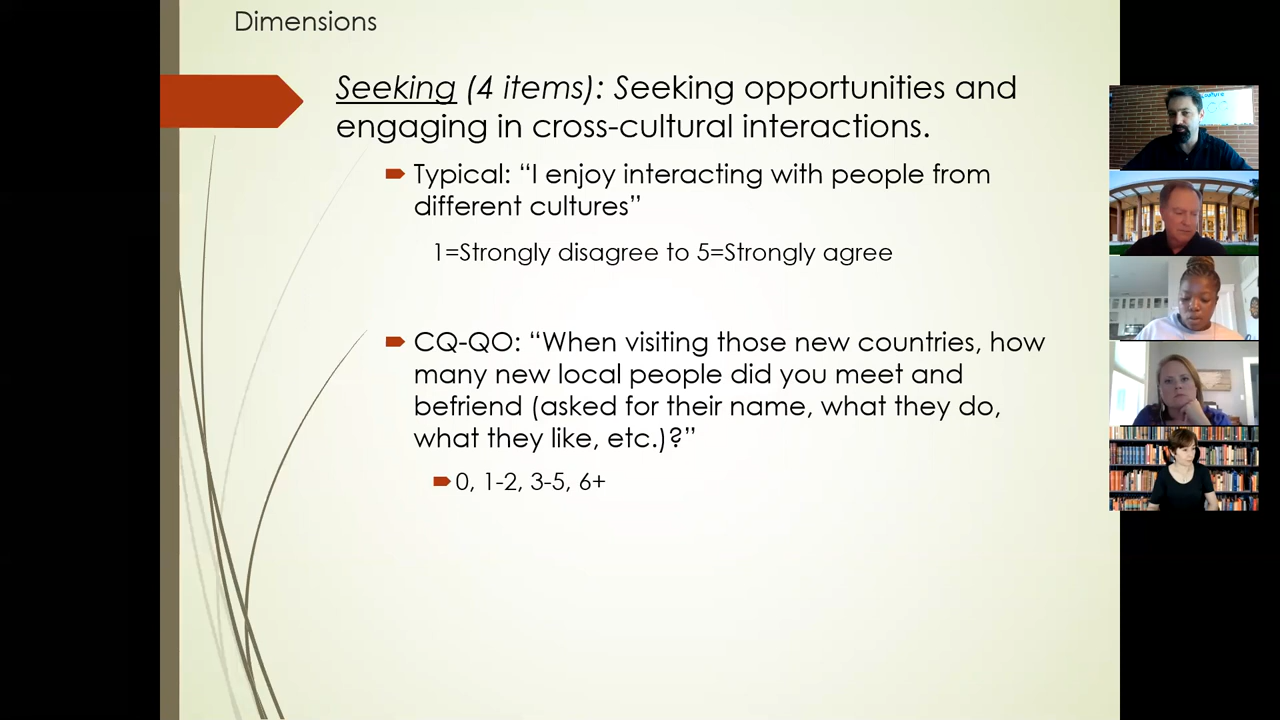 Dimensions
Seeking (4 items): Seeking opportunities and
engaging in cross-cultural interactions.
Typical: “I enjoy interacting with people from
different cultures”
1=Strongly disagree to 5=Strongly agree
CQ-QO: “When visiting those new countries, how
many new local people did you meet and
befriend (asked for their name, what they do,
what they like, etc.)?”
0, 1-2, 3-5, 6+